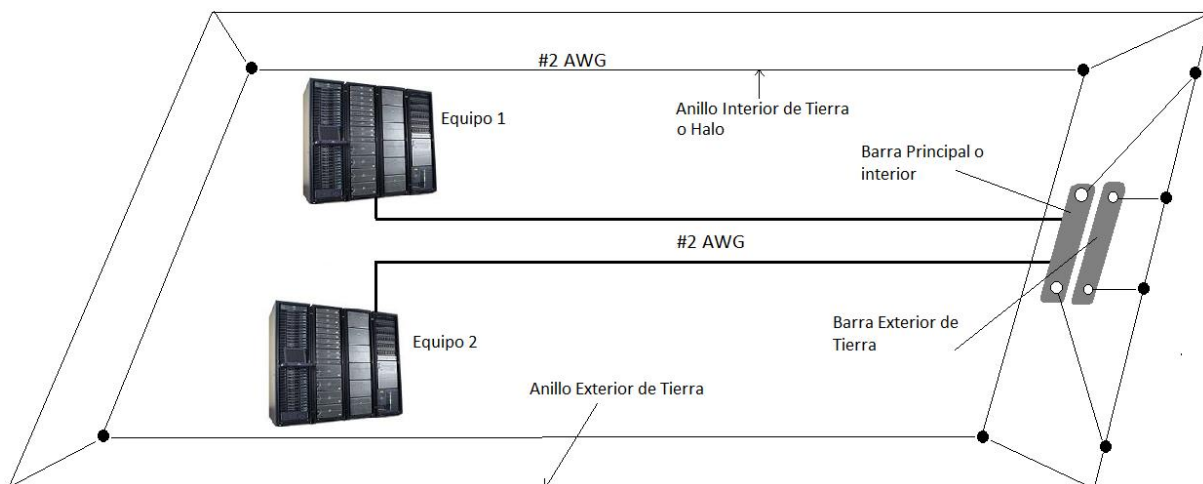 #2 AWG
Anillo Interior de Tierra
o Halo
Equipo 1
Barra Principal o
interior
#2 AWG
Barra Exterior de
Tierra
Equipo 2
Anillo Exterior de Tierra